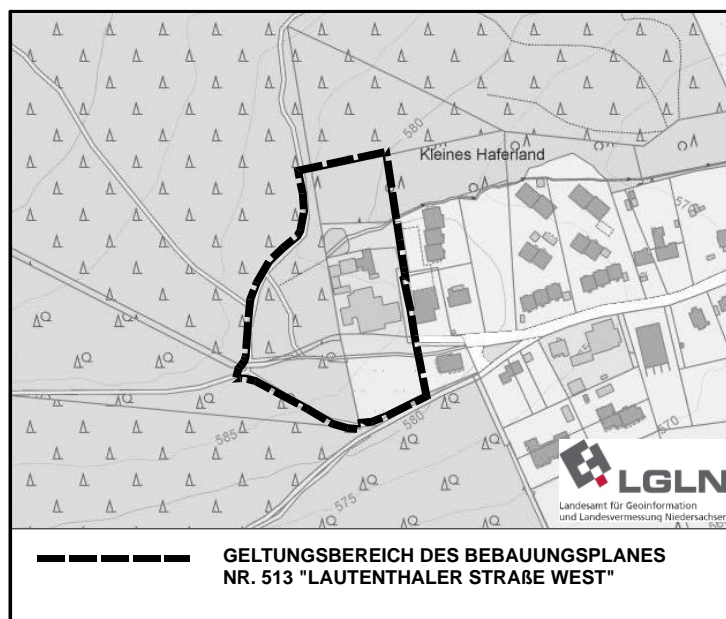 580
Kleines Haferland
585
580
575
570
LGLN
Landesamt für Geoinformation
und Landesvermessung Niedersachsen
GELTUNGSBEREICH DES BEBAUUNGSPLANES
NR. 513 "LAUTENTHALER STRAßE WEST"